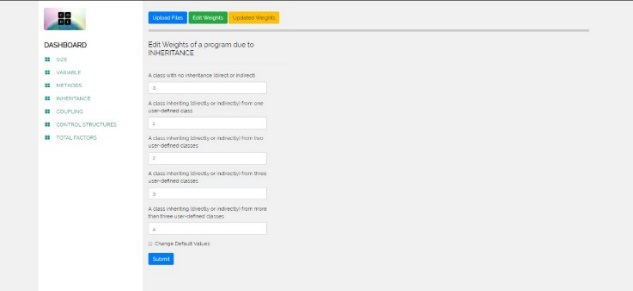 CODE
Upload Files
Edit Weights
Updated Weights
DASHBOARD
SIZE
VARIABLE
METHODS
INHERITANCE
COUPLING
CONTROL STRUCTURES
TOTAL FACTORS
Edit Weights of a program due to
INHERITANCE
A class with no inheritance (direct or indirect)
0
A class inheriting (directly or indirectly) from one
user-defined class
1
A class inheriting (directly or indirectly) from two
user-defined classes
2
A class inheriting (directly or indirectly) from three
user-defined classes
3
A class inheriting (directly or indirectly) from more
than three user-defined classes
4
Change Default Values
Submit